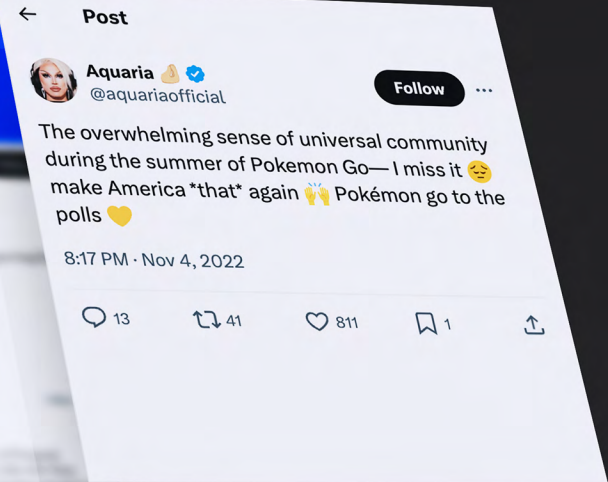 Post
Aquaria 🤌🏼
@aquariaofficial
Follow
The overwhelming sense of universal community
during the summer of Pokemon Go— I miss it 😔
make America *that* again 🙌 Pokémon go to the
polls 💛
8:17 PM · Nov 4, 2022
13 41 811 1